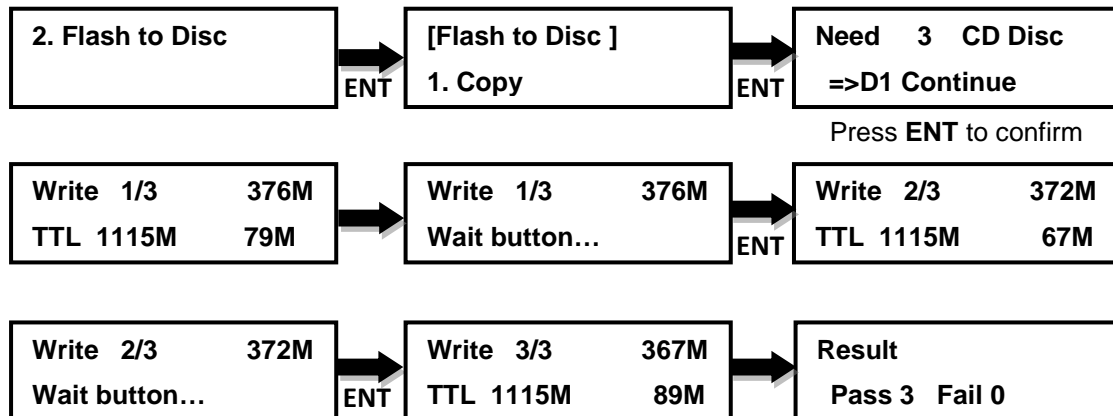 2. Flash to Disc
ENT
[Flash to Disc ]
1. Copy
ENT
Need 3 CD Disc
=>D1 Continue
Press ENT to confirm
Write 1/3 376M
TTL 1115M 79M
Write 1/3 376M
Wait button…
ENT
Write 2/3 372M
TTL 1115M 67M
Write 2/3 372M
Wait button…
ENT
Write 3/3 367M
TTL 1115M 89M
Result
Pass 3 Fail 0